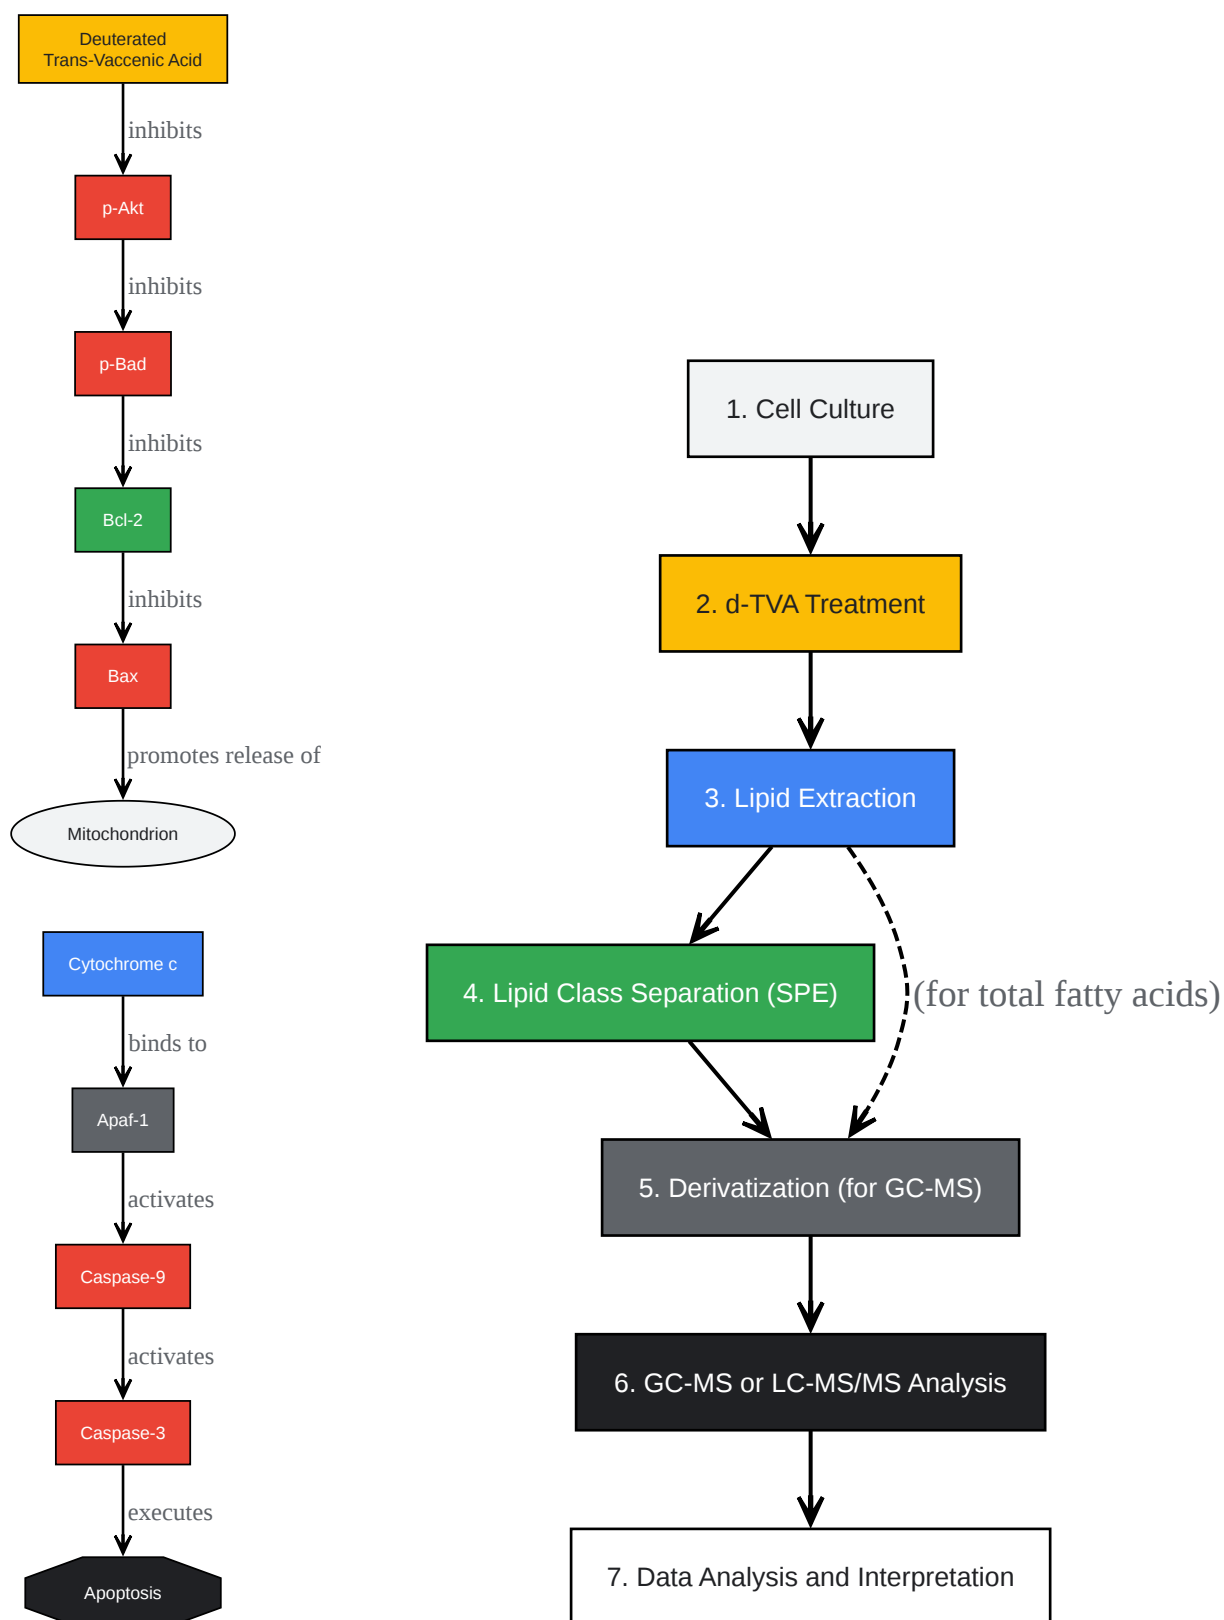 Deuterated
Trans-Vaccenic Acid
inhibits
p-Akt
inhibits
p-Bad
inhibits
Bcl-2
inhibits
Bax
promotes release of
Mitochondrion
Cytochrome c
binds to
Apaf-1
activates
Caspase-9
activates
Caspase-3
executes
Apoptosis
1. Cell Culture
2. d-TVA Treatment
3. Lipid Extraction
4. Lipid Class Separation (SPE)
(for total fatty acids)
5. Derivatization (for GC-MS)
6. GC-MS or LC-MS/MS Analysis
7. Data Analysis and Interpretation